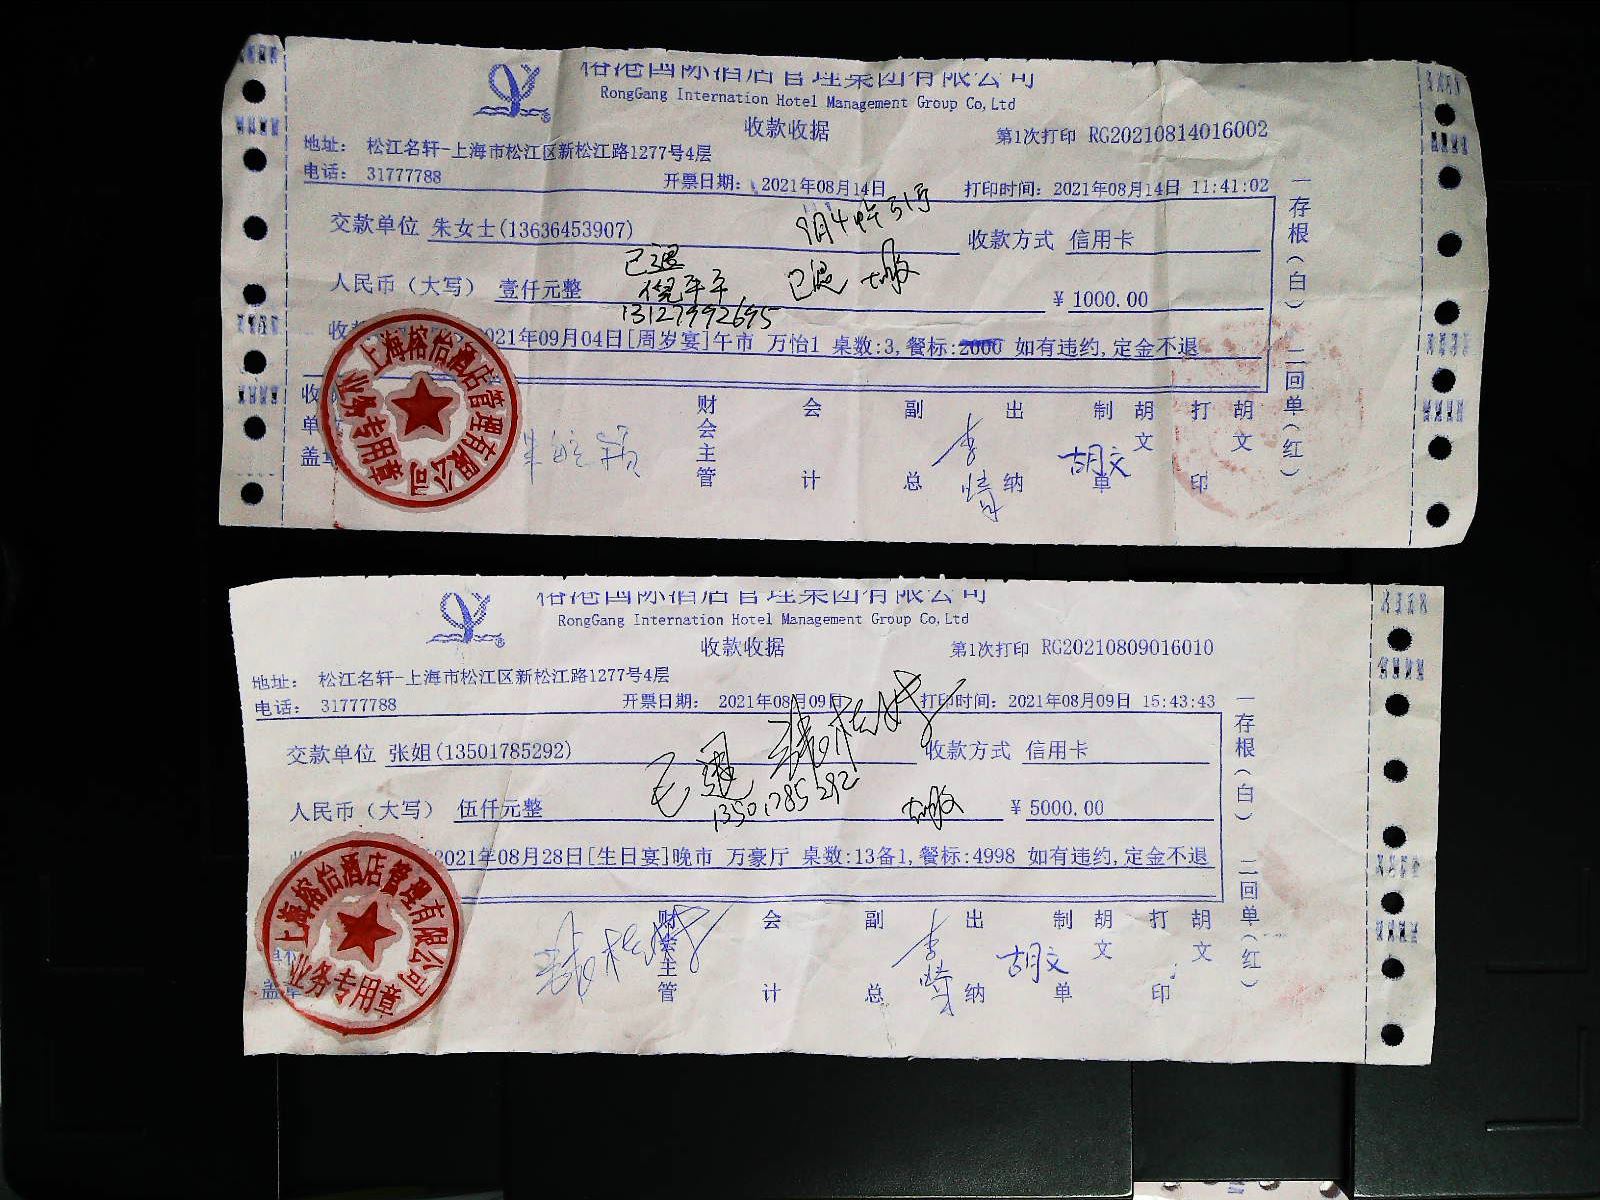 榕港国际酒店管理集团有限公司
RongGang Internation Hotel Management Group Co,Ltd
收款收据
第1次打印 RG20210814016002
地址： 松江名轩-上海市松江区新松江路1277号4层
电话： 31777788
开票日期： 2021年08月14日
打印时间：2021年08月14日 11:41:02
交款单位 朱女士(13636453907)
收款方式 信用卡
已退
人民币（大写） 壹仟元整
已退
￥1000.00
13127992695
收 2021年09月04日[周岁宴]午市 万怡1 桌数:3,餐标:2000 如有违约,定金不退
一存根(白) 二回单(红)
收 单 盖章
财会主管
会计
副总
出纳
制单
胡文
打印
胡文
李
胡文
上海榕怡酒店管理有限公司
业务专用章
榕港国际酒店管理集团有限公司
RongGang Internation Hotel Management Group Co,Ltd
收款收据
第1次打印 RG20210809016010
地址： 松江名轩-上海市松江区新松江路1277号4层
电话： 31777788
开票日期： 2021年08月09日
打印时间：2021年08月09日 15:43:43
交款单位 张姐(13501785292)
收款方式 信用卡
13501785292
人民币（大写） 伍仟元整
￥5000.00
2021年08月28日[生日宴]晚市 万豪厅 桌数:13备1,餐标:4998 如有违约,定金不退
一存根(白) 二回单(红)
盖章
财会主管
会计
副总
出纳
制单
胡文
打印
胡文
李
胡文
上海榕怡酒店管理有限公司
业务专用章